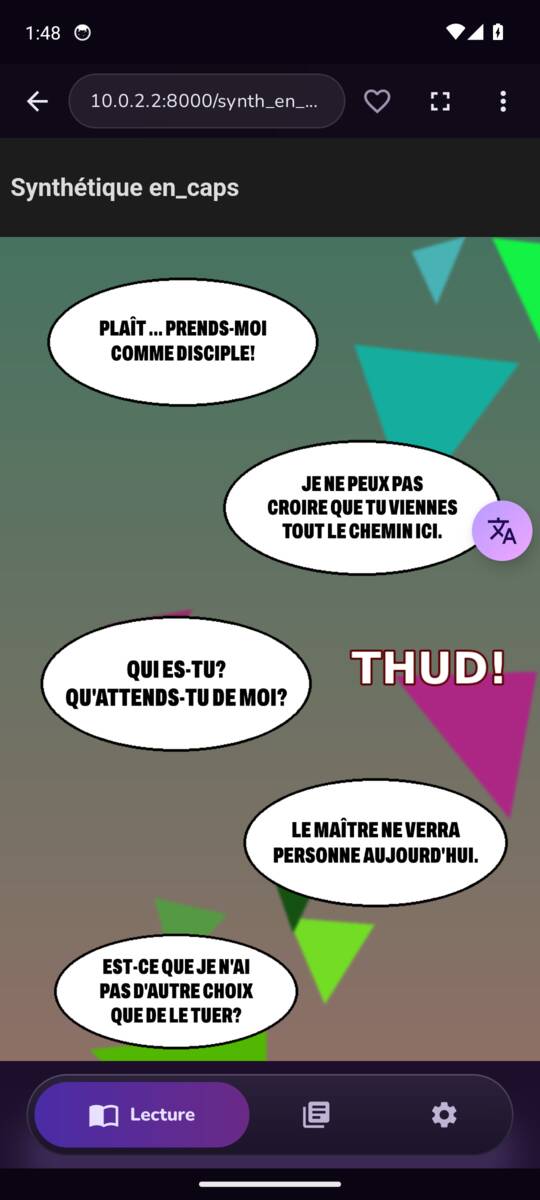 1:48
10.0.2.2:8000/synth_en_...
Synthétique en_caps
PLAÎT... PRENDS-MOI
COMME DISCIPLE!
JE NE PEUX PAS
CROIRE QUE TU VIENNES
TOUT LE CHEMIN ICI.
QUI ES-TU?
QU'ATTENDS-TU DE MOI?
THUD!
LE MAÎTRE NE VERRA
PERSONNE AUJOURD'HUI.
EST-CE QUE JE N'AI
PAS D'AUTRE CHOIX
QUE DE LE TUER?
Lecture